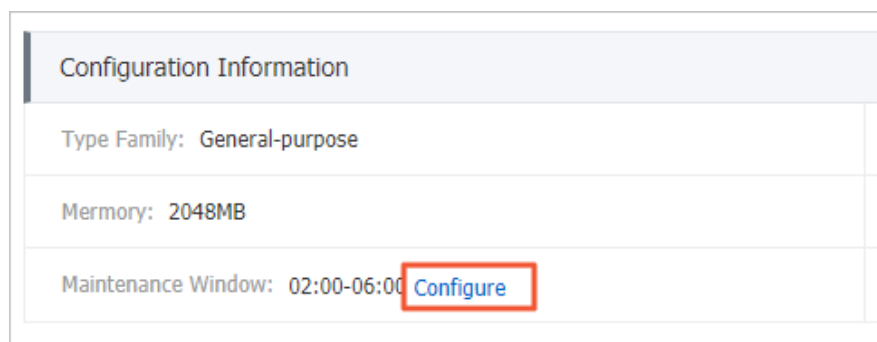 Configuration Information
Type Family: General-purpose
Mermory: 2048MB
Maintenance Window: 02:00-06:00 Configure